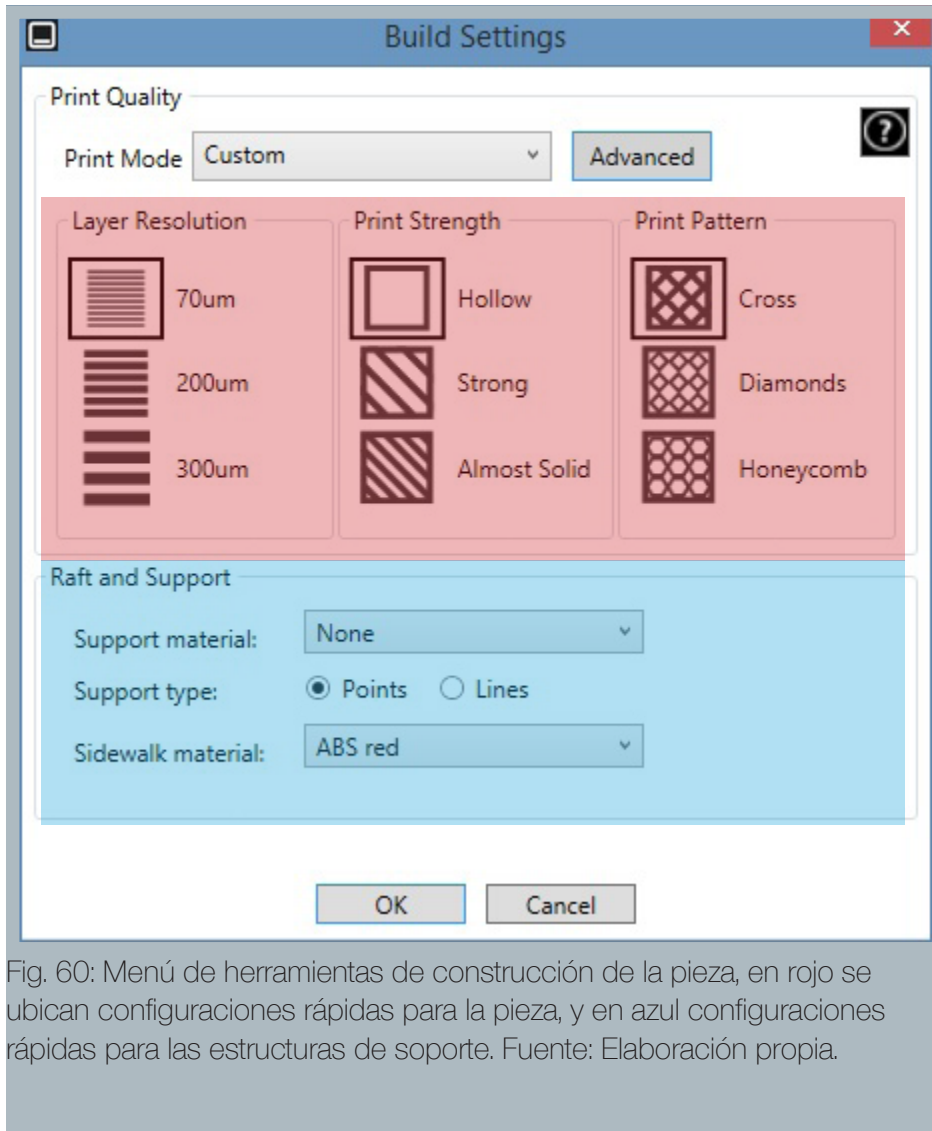 Build Settings
Print Quality
Print Mode Custom Advanced
Layer Resolution Print Strength Print Pattern
70um Hollow Cross
200um Strong Diamonds
300um Almost Solid Honeycomb
Raft and Support
Support material: None
Support type: Points Lines
Sidewalk material: ABS red
OK Cancel
Fig. 60: Menú de herramientas de construcción de la pieza, en rojo se
ubican configuraciones rápidas para la pieza, y en azul configuraciones
rápidas para las estructuras de soporte. Fuente: Elaboración propia.